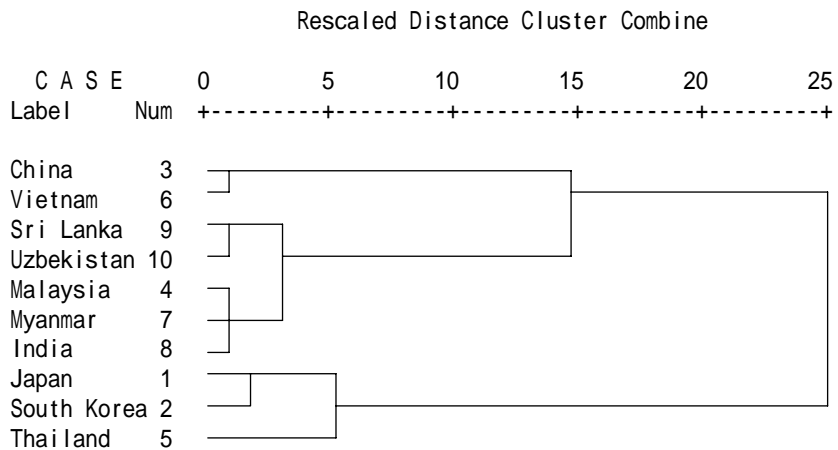 Rescaled Distance Cluster Combine
C A S E 0 5 10 15 20 25
Label Num +---------+---------+---------+---------+---------+
China 3
Vietnam 6
Sri Lanka 9
Uzbekistan 10
Malaysia 4
Myanmar 7
India 8
Japan 1
South Korea 2
Thailand 5